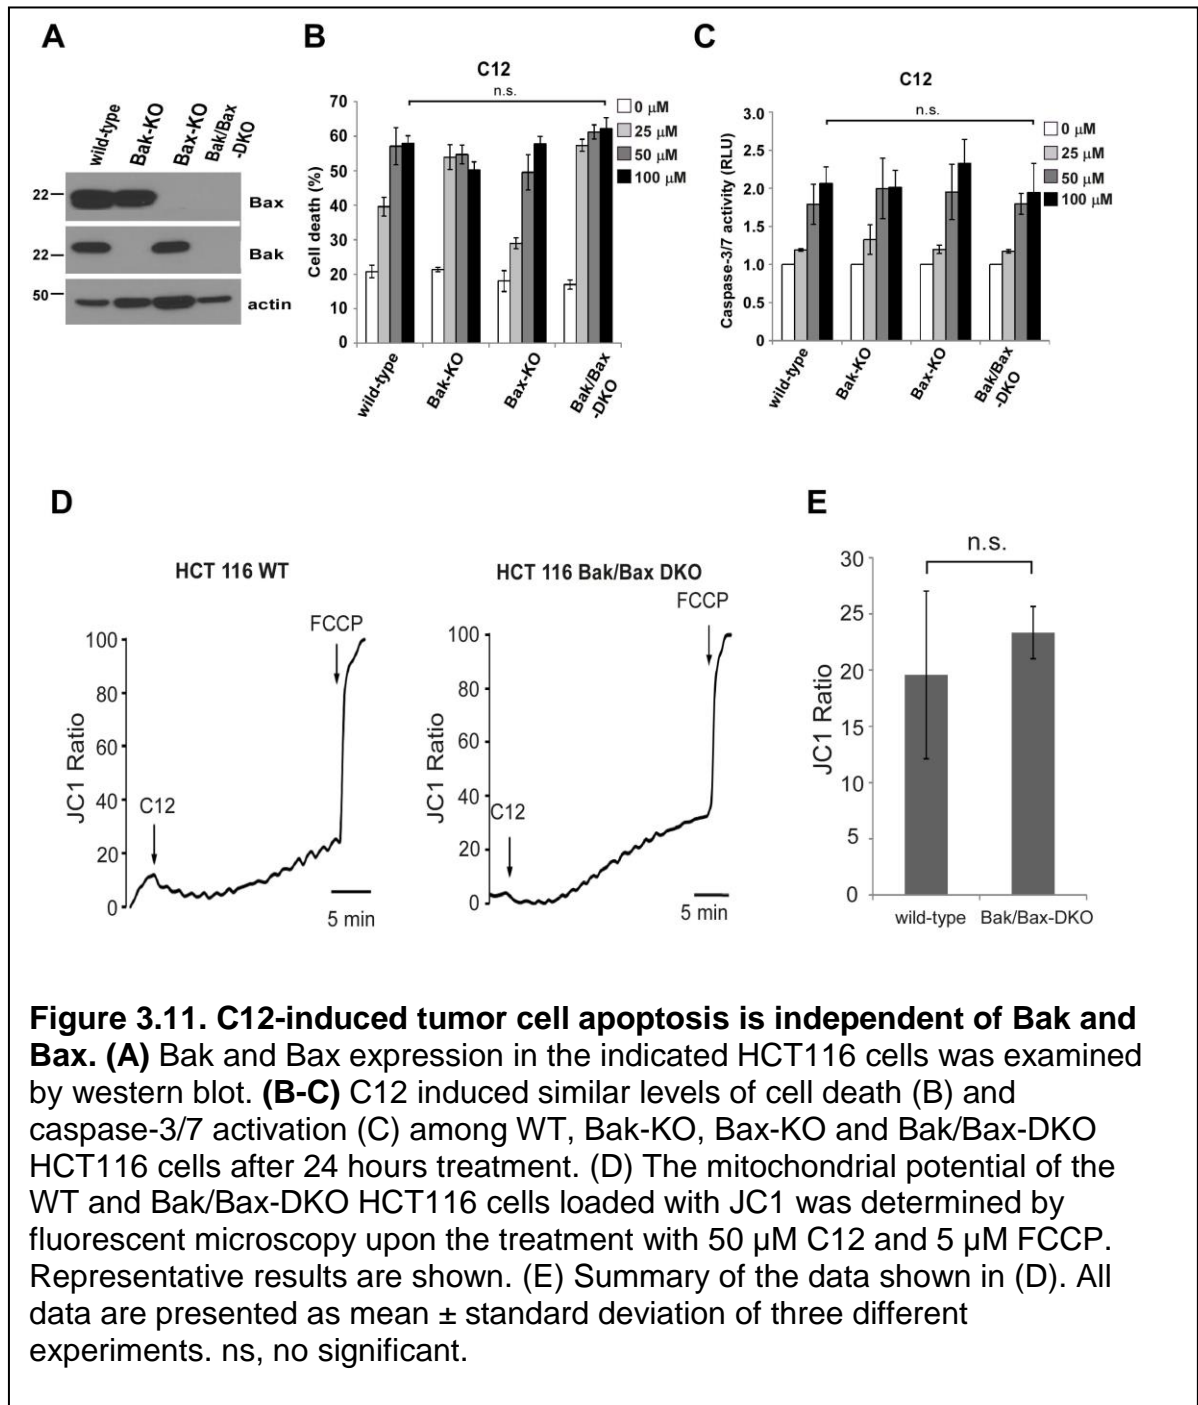 A
wild-type
Bak-KO
Bax-KO
Bak/Bax
-DKO
22
Bax
22
Bak
50
actin
B
C12
n.s.
Cell death (%)
70
60
50
40
30
20
10
0
0 µM
25 µM
50 µM
100 µM
wild-type
Bak-KO
Bax-KO
Bak/Bax
-DKO
C
C12
n.s.
Caspase-3/7 activity (RLU)
3.0
2.5
2.0
1.5
1.0
0.5
0
0 µM
25 µM
50 µM
100 µM
wild-type
Bak-KO
Bax-KO
Bak/Bax
-DKO
D
HCT 116 WT
JC1 Ratio
100
80
60
40
20
0
C12
FCCP
5 min
HCT 116 Bak/Bax DKO
JC1 Ratio
100
80
60
40
20
0
C12
FCCP
5 min
E
n.s.
JC1 Ratio
30
25
20
15
10
5
0
wild-type
Bak/Bax-DKO
Figure 3.11. C12-induced tumor cell apoptosis is independent of Bak and
Bax. (A) Bak and Bax expression in the indicated HCT116 cells was examined
by western blot. (B-C) C12 induced similar levels of cell death (B) and
caspase-3/7 activation (C) among WT, Bak-KO, Bax-KO and Bak/Bax-DKO
HCT116 cells after 24 hours treatment. (D) The mitochondrial potential of the
WT and Bak/Bax-DKO HCT116 cells loaded with JC1 was determined by
fluorescent microscopy upon the treatment with 50 µM C12 and 5 µM FCCP.
Representative results are shown. (E) Summary of the data shown in (D). All
data are presented as mean ± standard deviation of three different
experiments. ns, no significant.